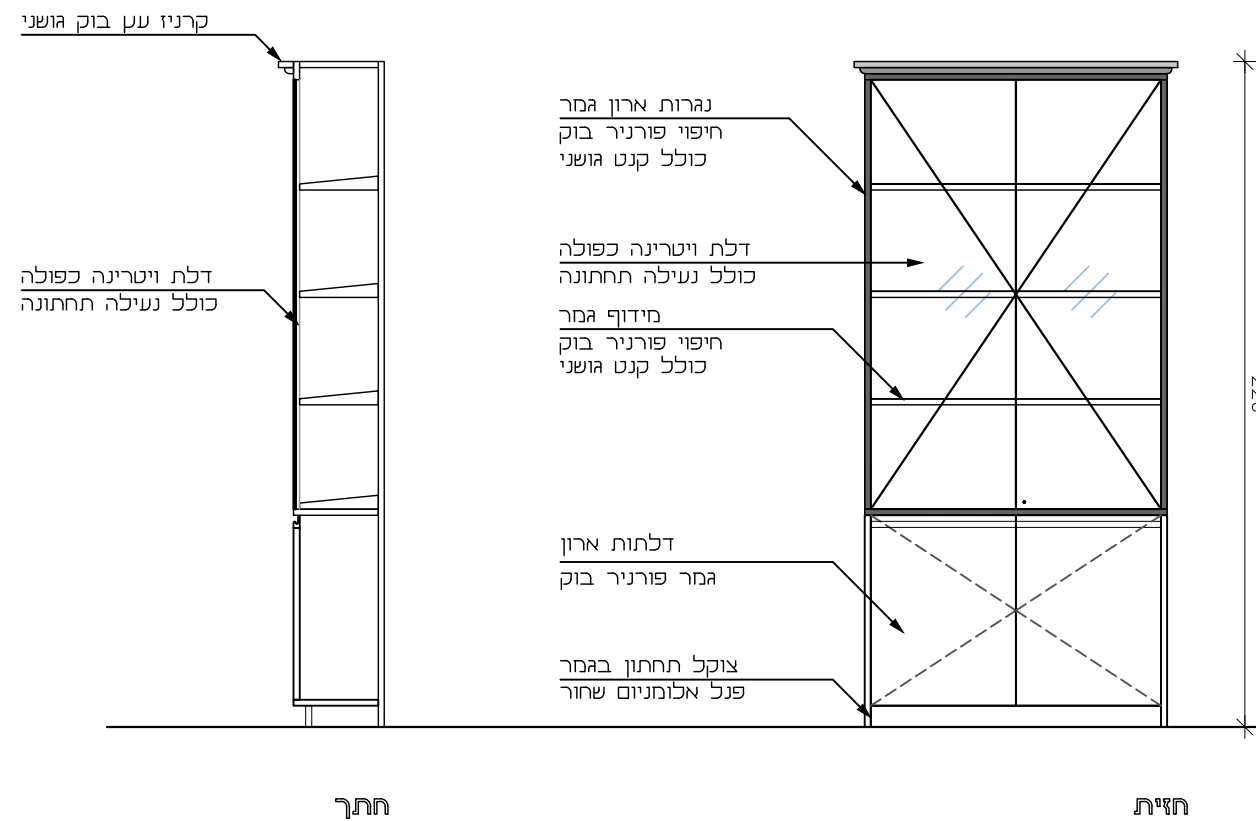 נגרות ארון גמר
חיפוי פורניר בוק
כולל קנט גושני
דלת ויטרינה כפולה
כולל נעילה תחתונה
מידוף גמר
חיפוי פורניר בוק
כולל קנט גושני
דלתות ארון
גמר פורניר בוק
צוקל תחתון בגמר
פנל אלומניום שחור
חזית
קרניז עץ בוק גושני
דלת ויטרינה כפולה
כולל נעילה תחתונה
חתך